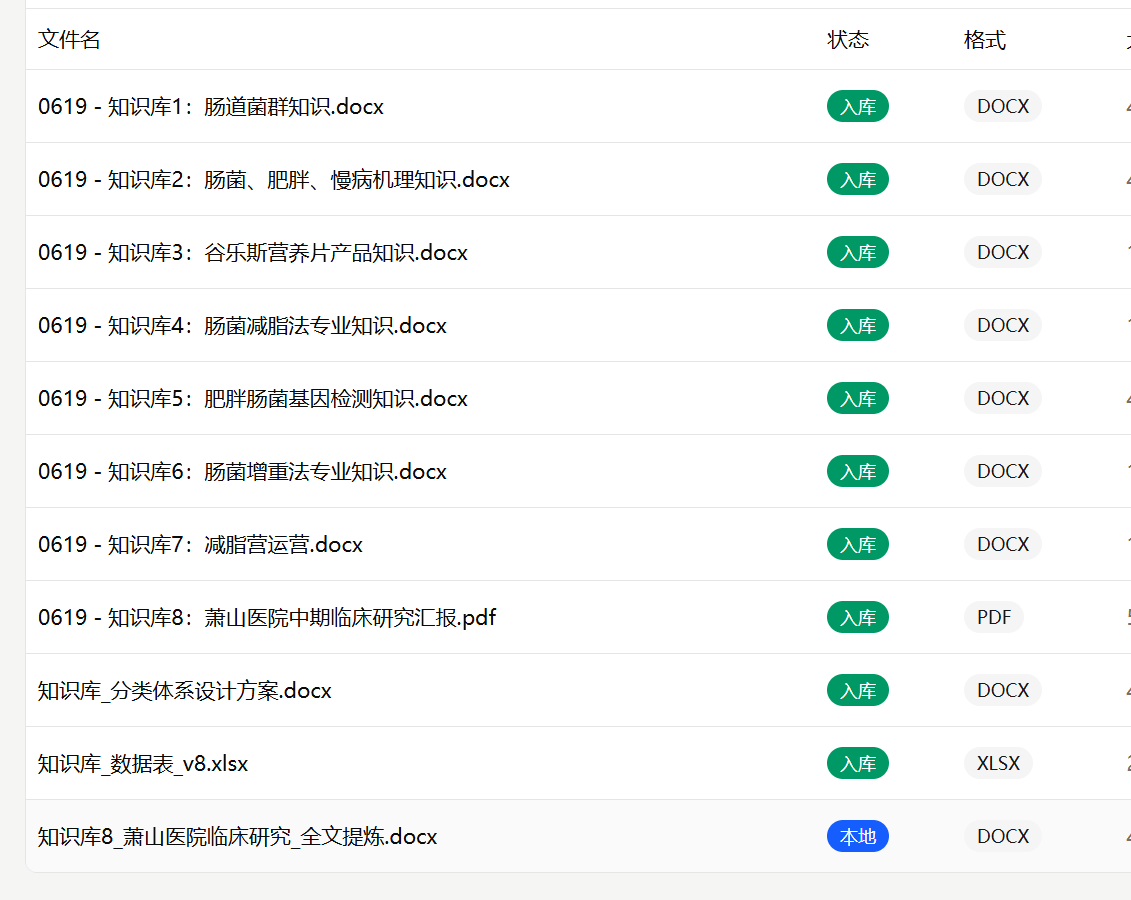 文件名 状态 格式
0619 - 知识库1：肠道菌群知识.docx 入库 DOCX
0619 - 知识库2：肠菌、肥胖、慢病机理知识.docx 入库 DOCX
0619 - 知识库3：谷乐斯营养片产品知识.docx 入库 DOCX
0619 - 知识库4：肠菌减脂法专业知识.docx 入库 DOCX
0619 - 知识库5：肥胖肠菌基因检测知识.docx 入库 DOCX
0619 - 知识库6：肠菌增重法专业知识.docx 入库 DOCX
0619 - 知识库7：减脂营运营.docx 入库 DOCX
0619 - 知识库8：萧山医院中期临床研究汇报.pdf 入库 PDF
知识库_分类体系设计方案.docx 入库 DOCX
知识库_数据表_v8.xlsx 入库 XLSX
知识库8_萧山医院临床研究_全文提炼.docx 本地 DOCX